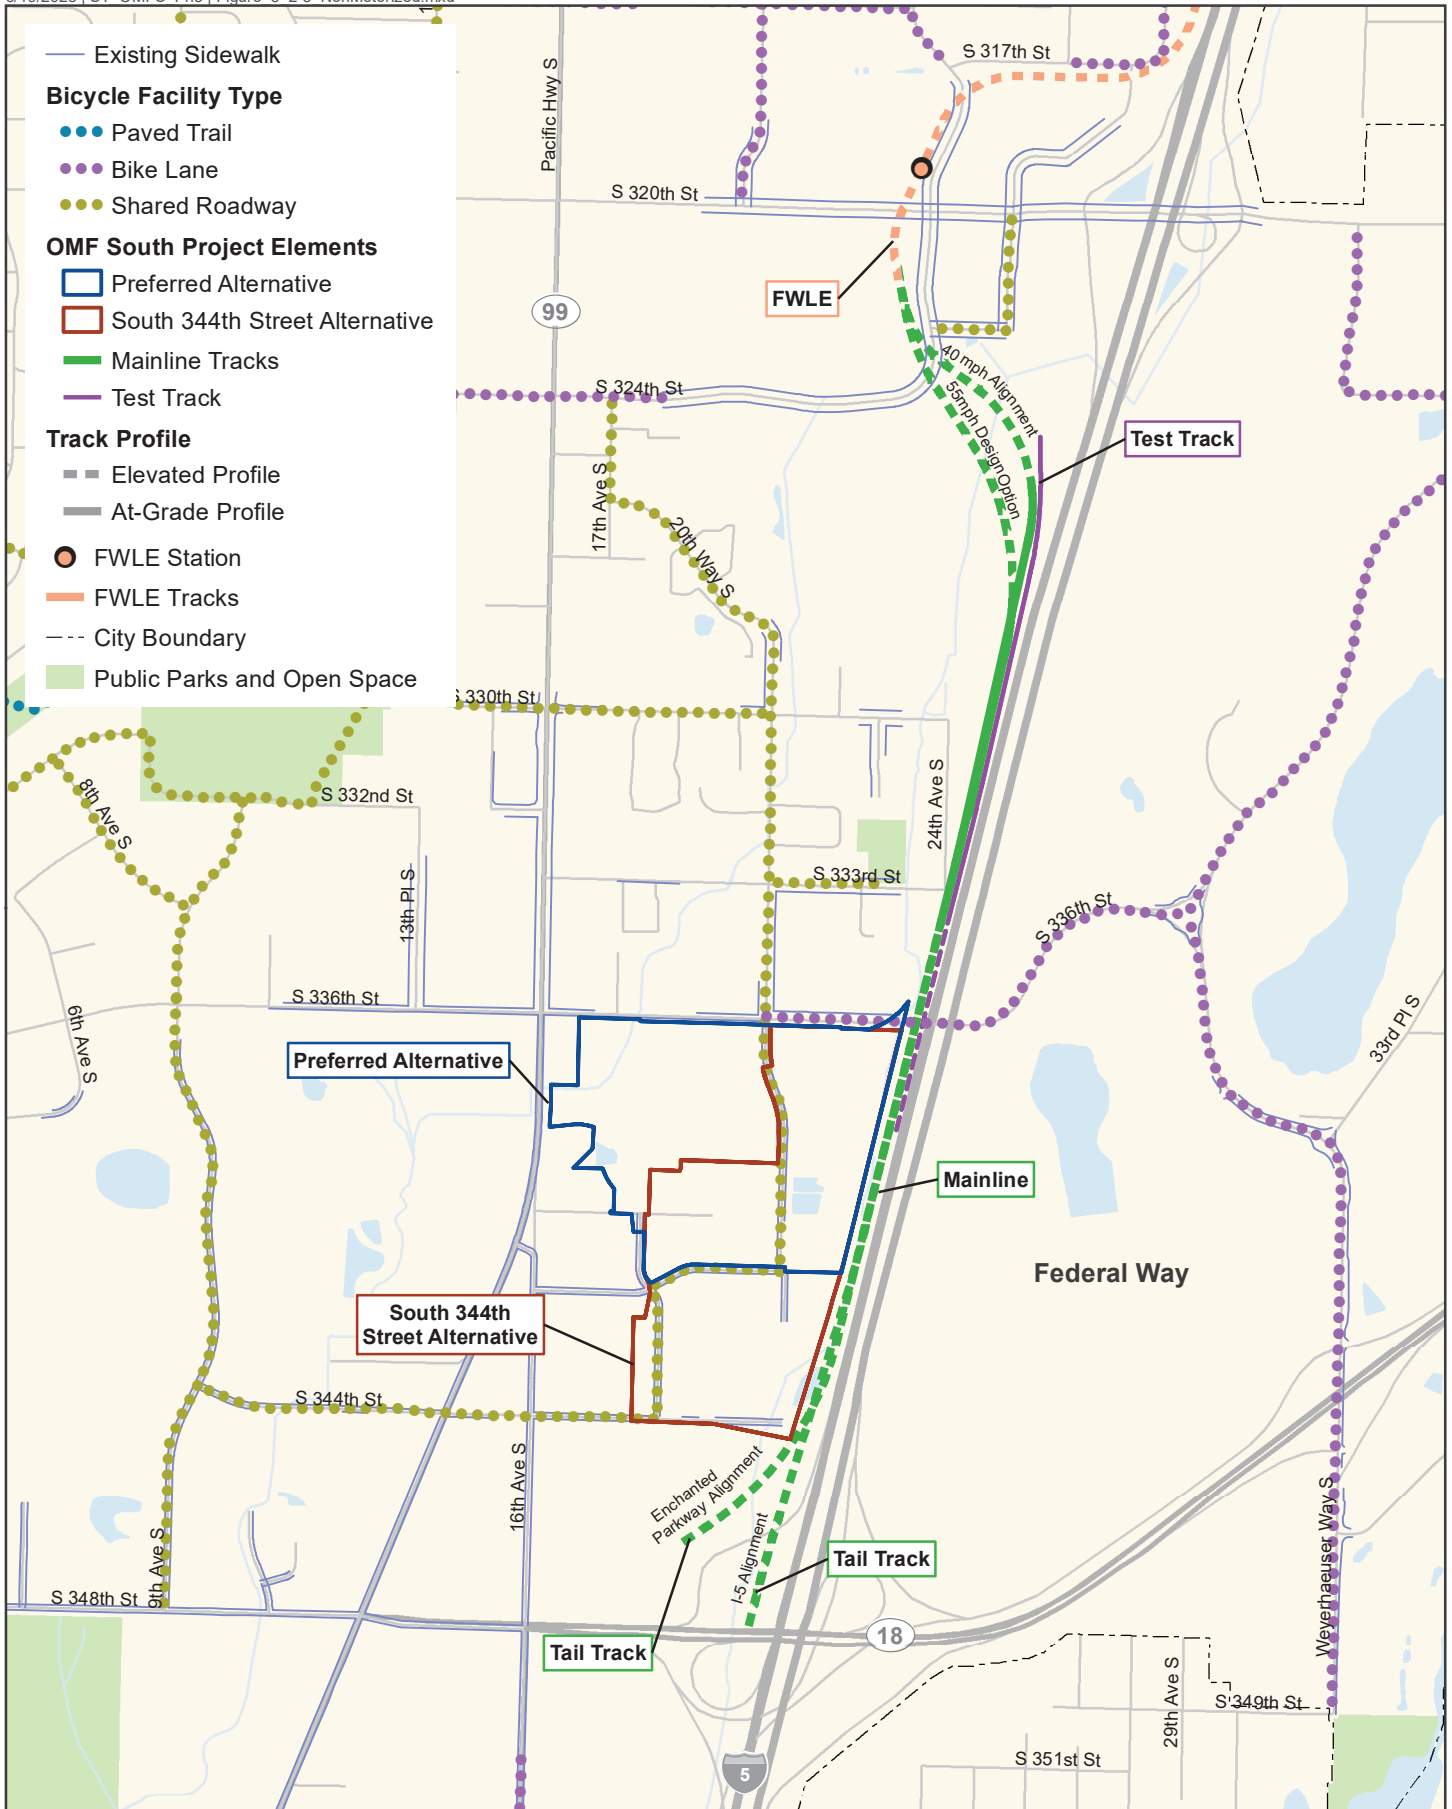 Existing Sidewalk
Bicycle Facility Type
Paved Trail
Bike Lane
Shared Roadway
OMF South Project Elements
Preferred Alternative
South 344th Street Alternative
Mainline Tracks
Test Track
Track Profile
Elevated Profile
At-Grade Profile
FWLE Station
FWLE Tracks
City Boundary
Public Parks and Open Space
Pacific Hwy S
S 317th St
S 320th St
FWLE
99
S 324th St
40 mph Alignment
55mph Design Option
Test Track
17th Ave S
20th Way S
S 330th St
8th Ave S
S 332nd St
24th Ave S
13th Pl S
S 333rd St
S 336th St
S 336th St
6th Ave S
33rd Pl S
Preferred Alternative
Mainline
Federal Way
South 344th
Street Alternative
S 344th St
Enchanted
Parkway Alignment
16th Ave S
I-5 Alignment
Tail Track
9th Ave S
S 348th St
Tail Track
18
Weyerhaeuser Way S
29th Ave S
S 349th St
S 351st St
5